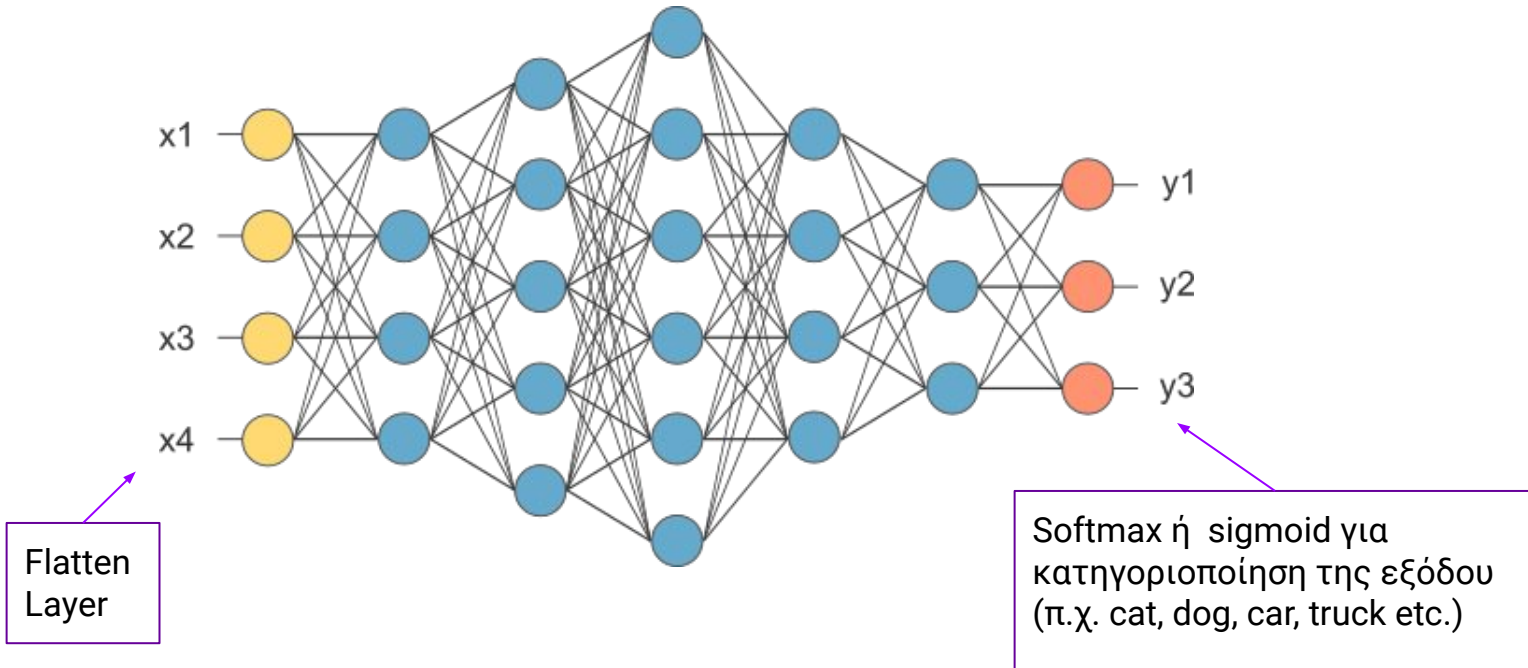 x1
x2
x3
x4
y1
y2
y3
Flatten
Layer
Softmax ή sigmoid για
κατηγοριοποίηση της εξόδου
(π.χ. cat, dog, car, truck etc.)